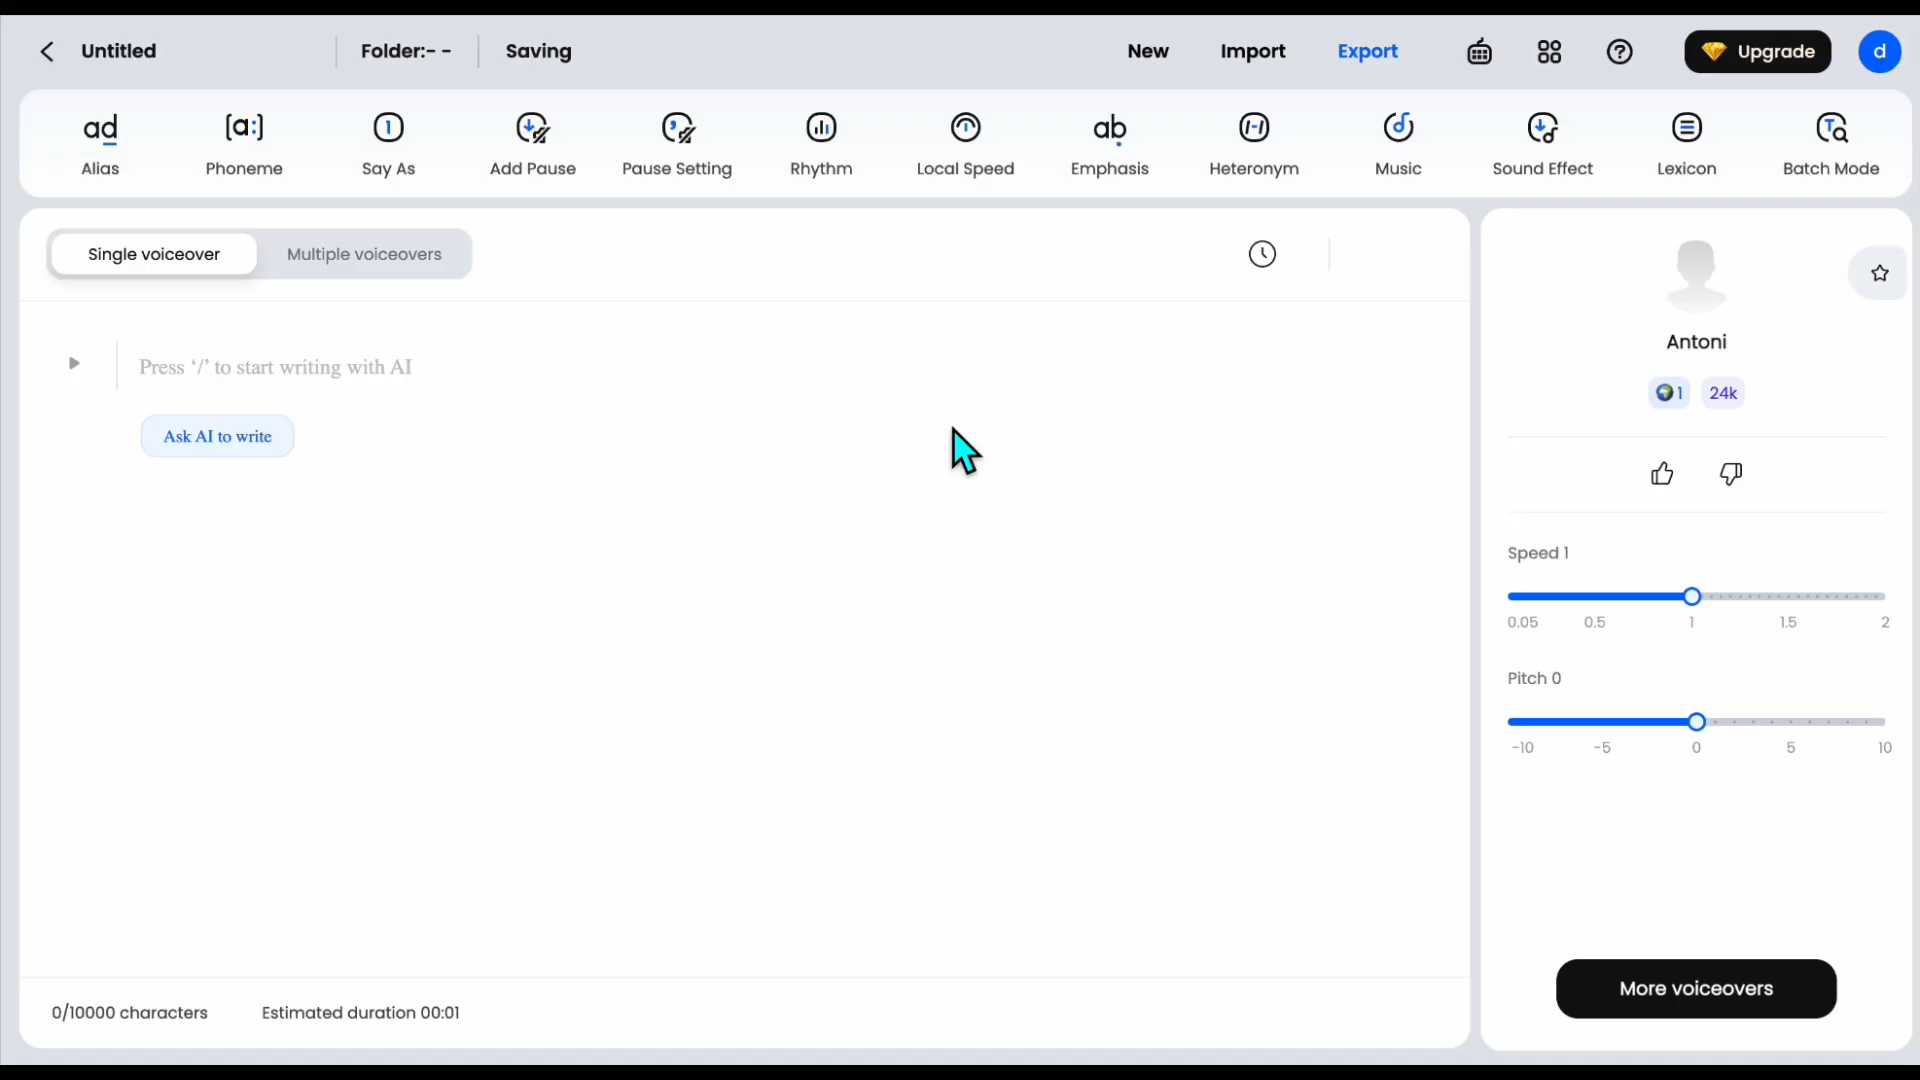 Untitled
Folder:- -
Saving
New
Import
Export
Upgrade
d
ad
Alias
[a:]
Phoneme
1
Say As
Add Pause
Pause Setting
Rhythm
Local Speed
ab
Emphasis
Heteronym
Music
Sound Effect
Lexicon
T
Batch Mode
Single voiceover
Multiple voiceovers
Press ‘/’ to start writing with AI
Ask AI to write
0/10000 characters
Estimated duration 00:01
Antoni
1
24k
Speed 1
0.05 0.5 1 1.5 2
Pitch 0
-10 -5 0 5 10
More voiceovers